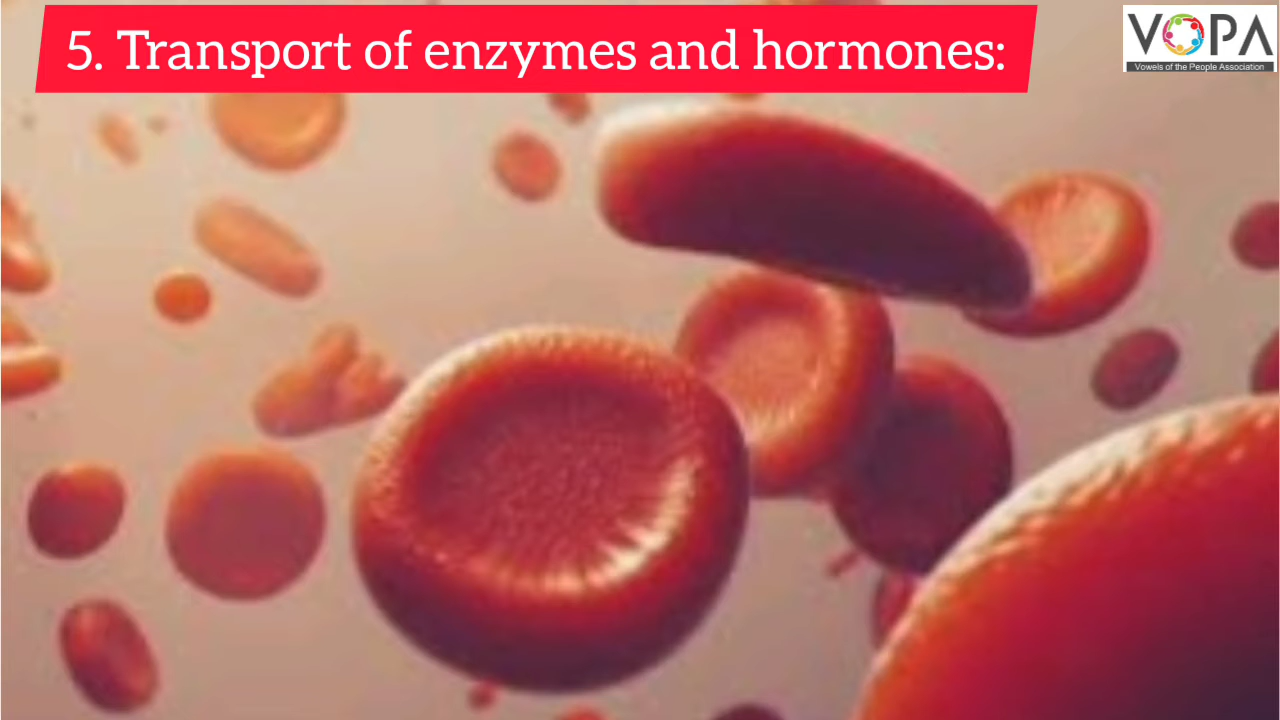 5. Transport of enzymes and hormones:
VOPA
Vowels of the People Association